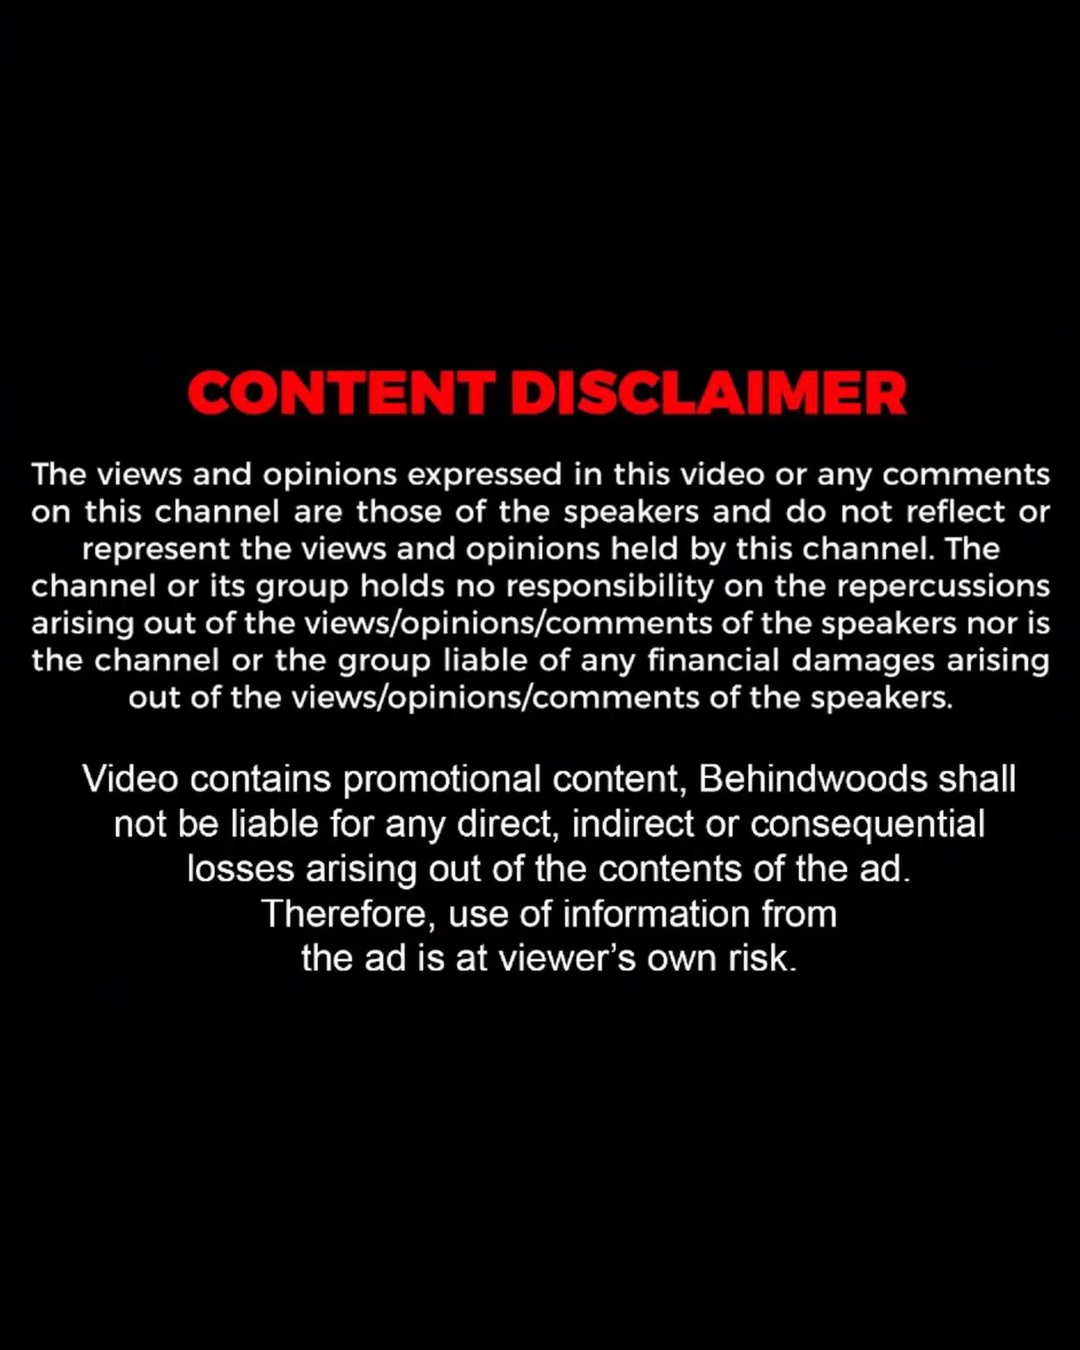 CONTENT DISCLAIMER
The views and opinions expressed in this video or any comments
on this channel are those of the speakers and do not reflect or
represent the views and opinions held by this channel. The
channel or its group holds no responsibility on the repercussions
arising out of the views/opinions/comments of the speakers nor is
the channel or the group liable of any financial damages arising
out of the views/opinions/comments of the speakers.
Video contains promotional content, Behindwoods shall
not be liable for any direct, indirect or consequential
losses arising out of the contents of the ad.
Therefore, use of information from
the ad is at viewer’s own risk.